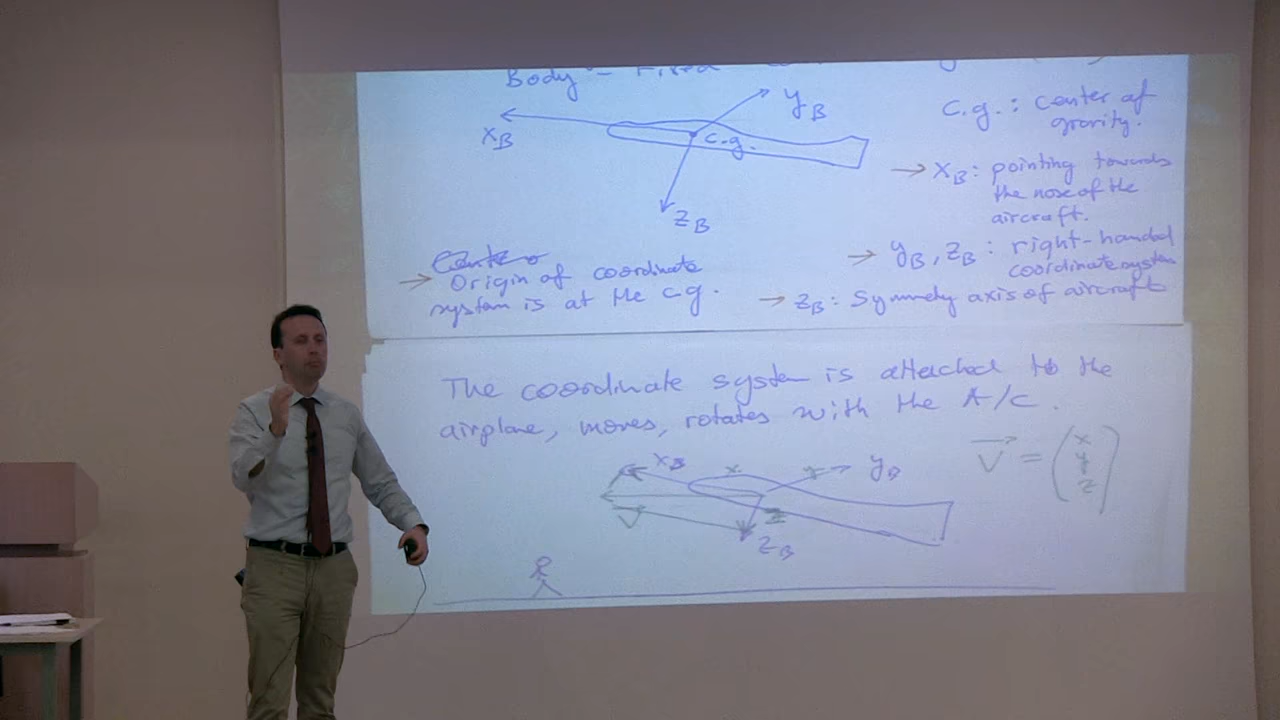 Body - Fixed
y_B
x_B
c.g.
z_B
c.g.: center of
gravity.
→ x_B: pointing towards
the nose of the
aircraft.
→ y_B, z_B: right-handed
coordinate system
→ z_B: Symmety axis of aircraft
→ Origin of coordinate
system is at the c.g.
The coordinate system is attached to the
airplane, moves, rotates with the A/C.
x_B
x
y_B
V
z
z_B
V = (x
y
z)